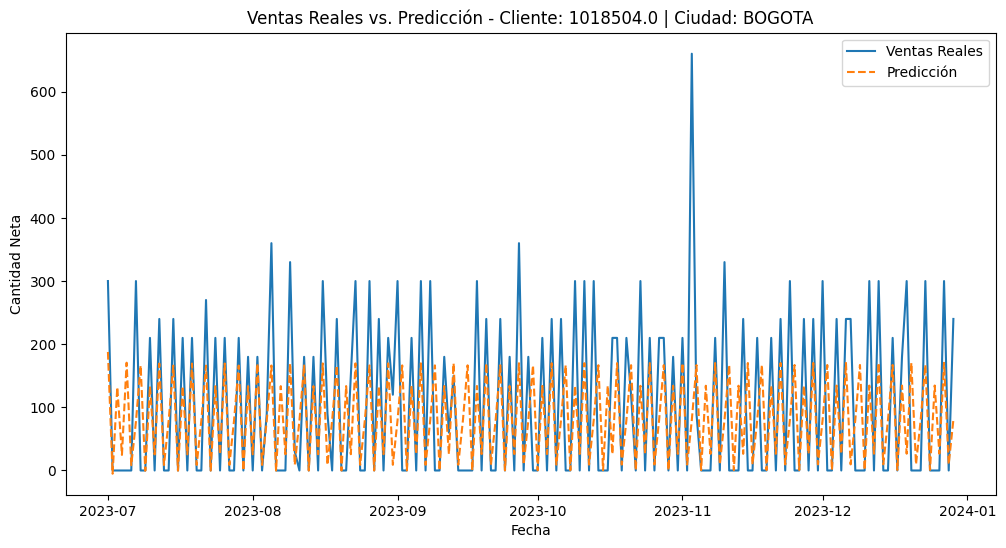 Ventas Reales vs. Predicción - Cliente: 1018504.0 | Ciudad: BOGOTA
Ventas Reales
Predicción
Cantidad Neta
600
500
400
300
200
100
0
2023-07
2023-08
2023-09
2023-10
2023-11
2023-12
2024-01
Fecha